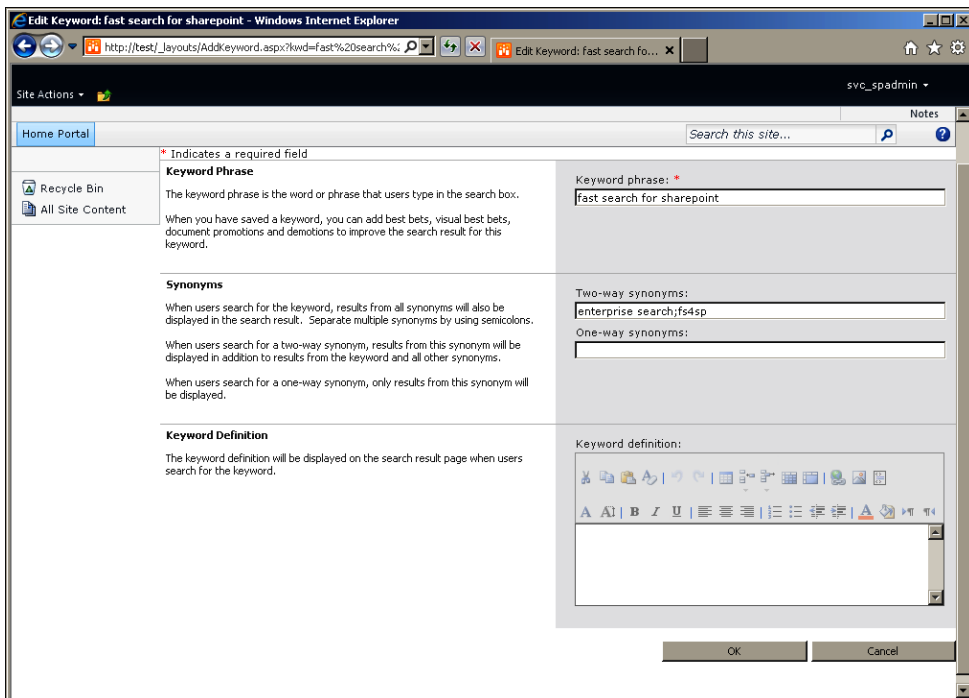 Edit Keyword: fast search for sharepoint - Windows Internet Explorer
http://test/_layouts/AddKeyword.aspx?kwd=fast%20search%
Edit Keyword: fast search fo...
svc_spadmin
Site Actions
Notes
Home Portal
Search this site...
* Indicates a required field
Recycle Bin
All Site Content
Keyword Phrase
The keyword phrase is the word or phrase that users type in the search box.
When you have saved a keyword, you can add best bets, visual best bets,
document promotions and demotions to improve the search result for this
keyword.
Keyword phrase: *
fast search for sharepoint
Synonyms
When users search for the keyword, results from all synonyms will also be
displayed in the search result. Separate multiple synonyms by using semicolons.
When users search for a two-way synonym, results from this synonym will be
displayed in addition to results from the keyword and all other synonyms.
When users search for a one-way synonym, only results from this synonym will
be displayed.
Two-way synonyms:
enterprise search;fs4sp
One-way synonyms:
Keyword Definition
The keyword definition will be displayed on the search result page when users
search for the keyword.
Keyword definition:
A A B I U A
OK
Cancel